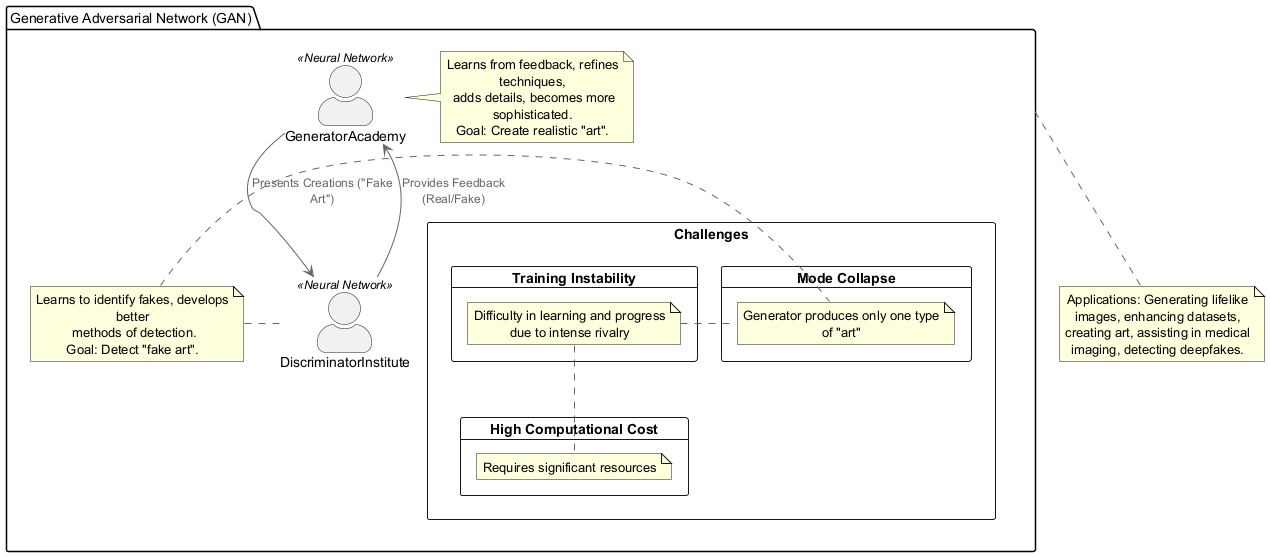 Generative Adversarial Network (GAN)
«Neural Network»
GeneratorAcademy
Learns from feedback, refines
techniques,
adds details, becomes more
sophisticated.
Goal: Create realistic "art".
Presents Creations ("Fake
Art")
Provides Feedback
(Real/Fake)
Learns to identify fakes, develops
better
methods of detection.
Goal: Detect "fake art".
«Neural Network»
DiscriminatorInstitute
Challenges
Training Instability
Difficulty in learning and progress
due to intense rivalry
Mode Collapse
Generator produces only one type
of "art"
High Computational Cost
Requires significant resources
Applications: Generating lifelike
images, enhancing datasets,
creating art, assisting in medical
imaging, detecting deepfakes.